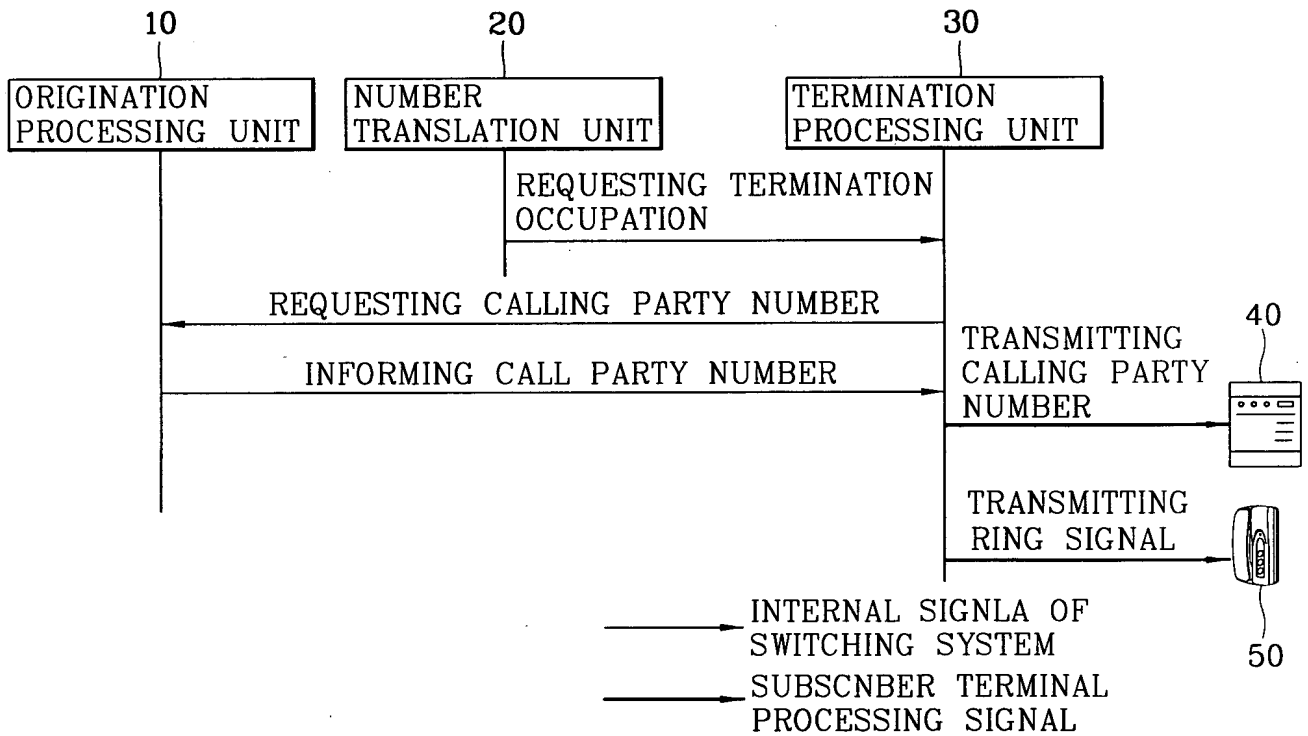 10
20
30
ORIGINATION
PROCESSING UNIT
NUMBER
TRANSLATION UNIT
TERMINATION
PROCESSING UNIT
REQUESTING TERMINATION
OCCUPATION
REQUESTING CALLING PARTY NUMBER
INFORMING CALL PARTY NUMBER
TRANSMITTING
CALLING PARTY
NUMBER
40
TRANSMITTING
RING SIGNAL
50
INTERNAL SIGNLA OF
SWITCHING SYSTEM
SUBSCNBER TERMINAL
PROCESSING SIGNAL